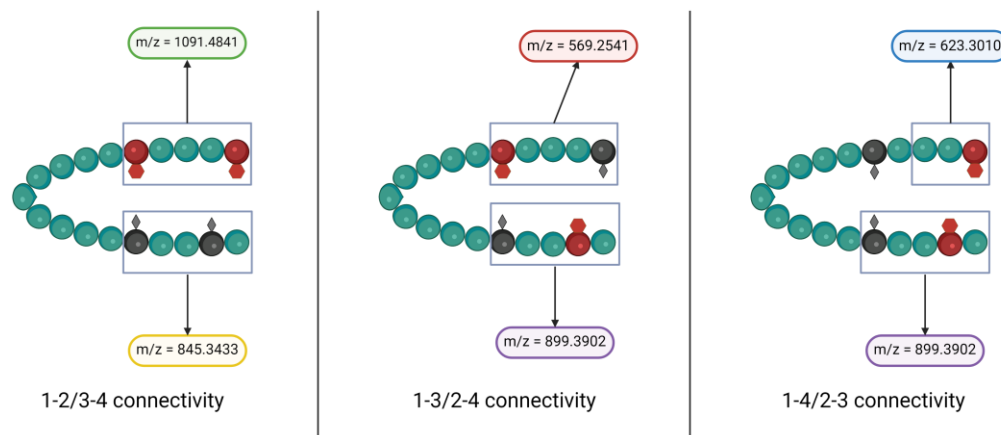 m/z = 1091.4841
m/z = 845.3433
1-2/3-4 connectivity
m/z = 569.2541
m/z = 899.3902
1-3/2-4 connectivity
m/z = 623.3010
m/z = 899.3902
1-4/2-3 connectivity